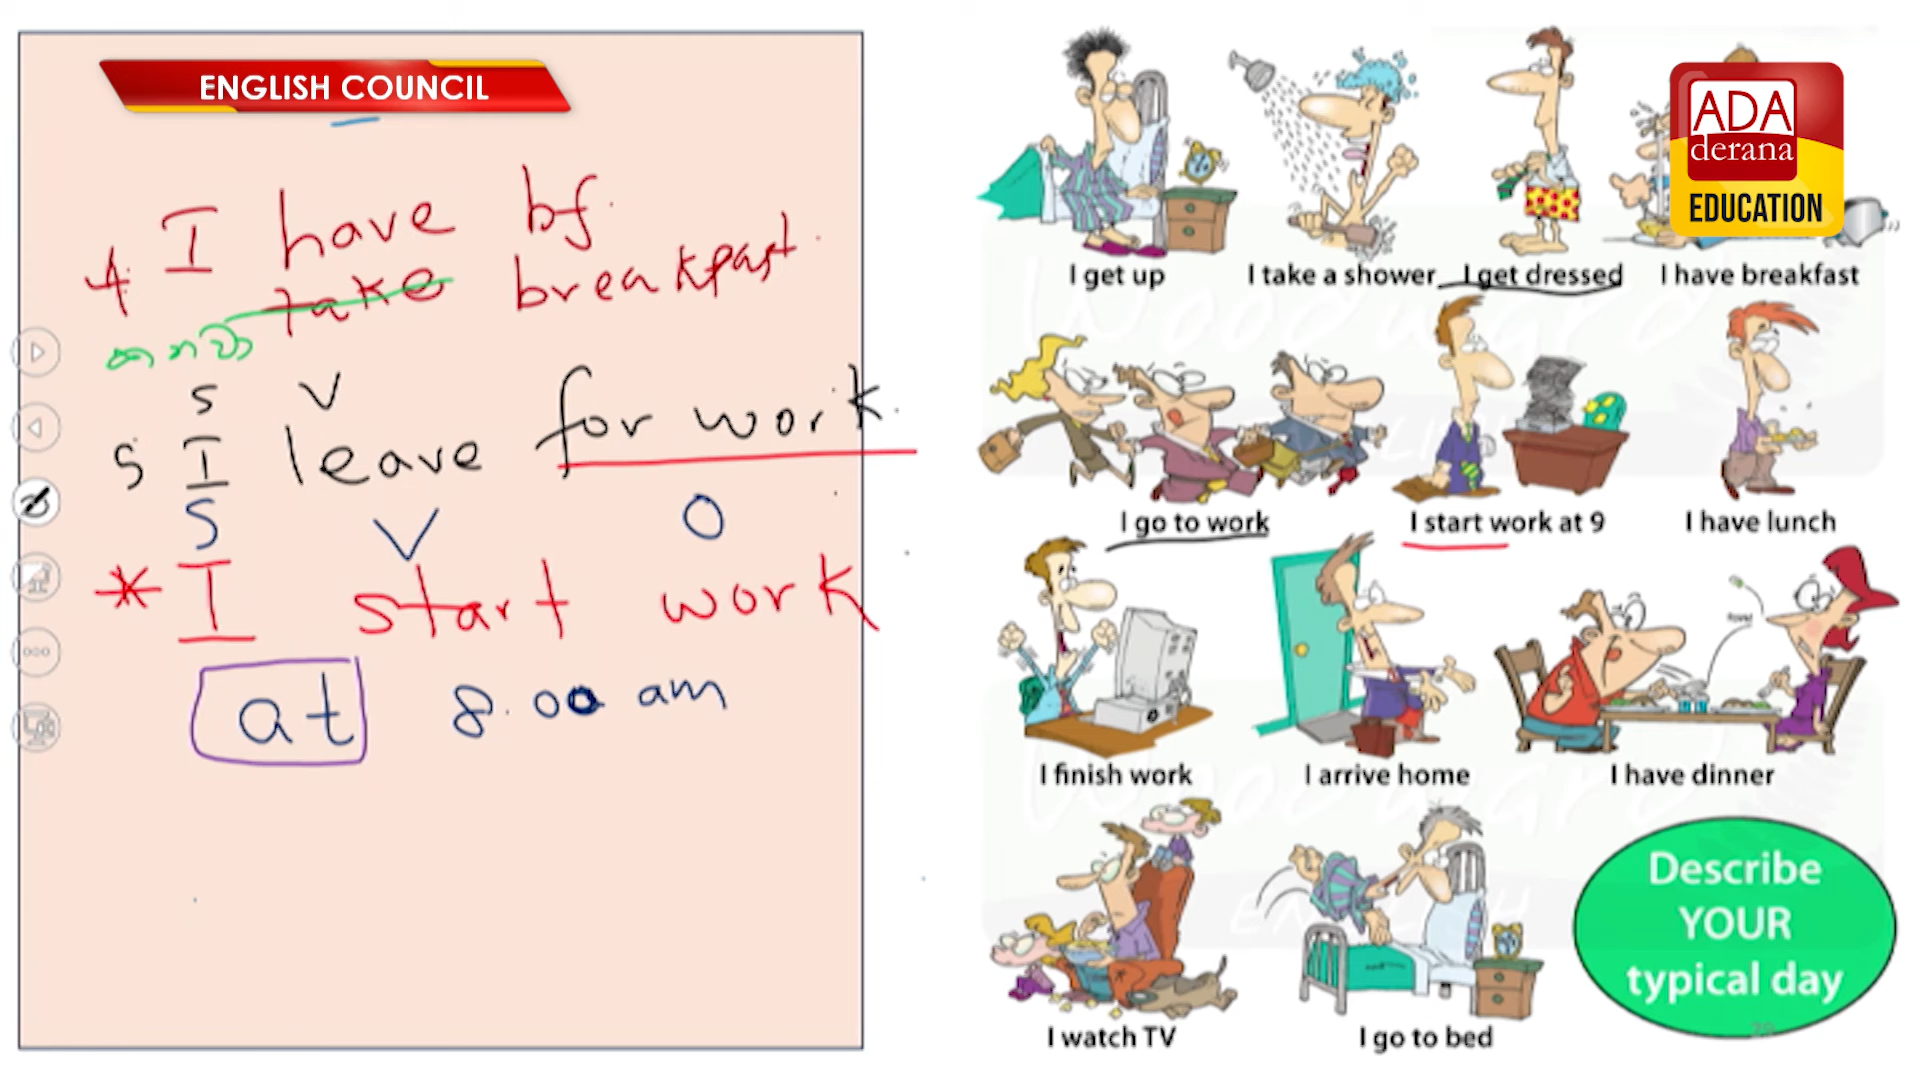 ENGLISH COUNCIL
I have bf.
4 take breakfast.
කනවා
S V
S I leave for work.
S V O
* I start work
at 8.00 am
ADA
derana
EDUCATION
I get up
I take a shower
I get dressed
I have breakfast
I go to work
I start work at 9
I have lunch
I finish work
I arrive home
I have dinner
I watch TV
I go to bed
Describe
YOUR
typical day